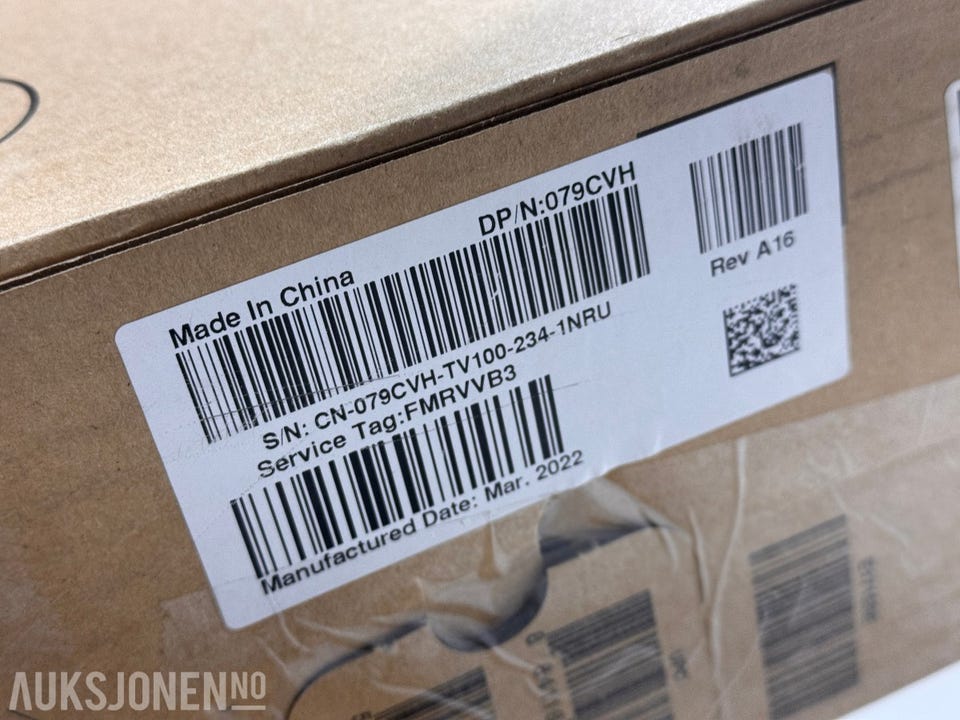 DP/N:079CVH
Made In China
Rev A16
S/N: CN-079CVH-TV100-234-1NRU
Service Tag:FMRVVB3
Manufactured Date: Mar. 2022
UPC
AUKSJONEN.NO